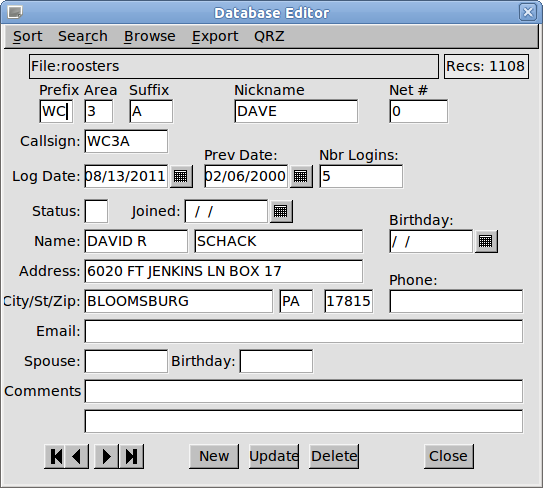 Database Editor
Sort Search Browse Export QRZ
File:roosters Recs: 1108
Prefix Area Suffix Nickname Net #
WC 3 A DAVE 0
Callsign: WC3A
Prev Date: Nbr Logins:
Log Date: 08/13/2011 02/06/2000 5
Status: Joined: / / Birthday:
Name: DAVID R SCHACK / /
Address: 6020 FT JENKINS LN BOX 17 Phone:
City/St/Zip: BLOOMSBURG PA 17815
Email:
Spouse: Birthday:
Comments
New Update Delete Close